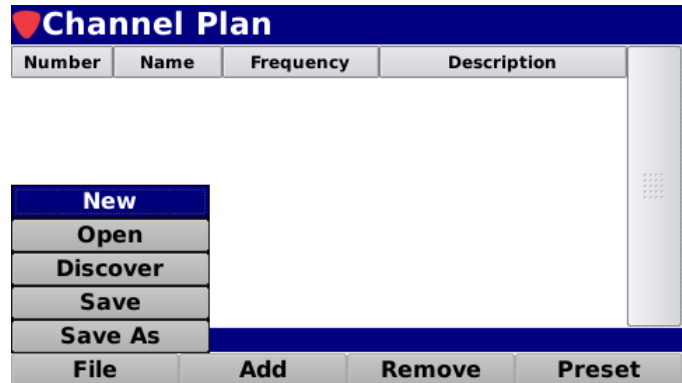 Channel Plan
Number Name Frequency Description
New
Open
Discover
Save
Save As
File Add Remove Preset